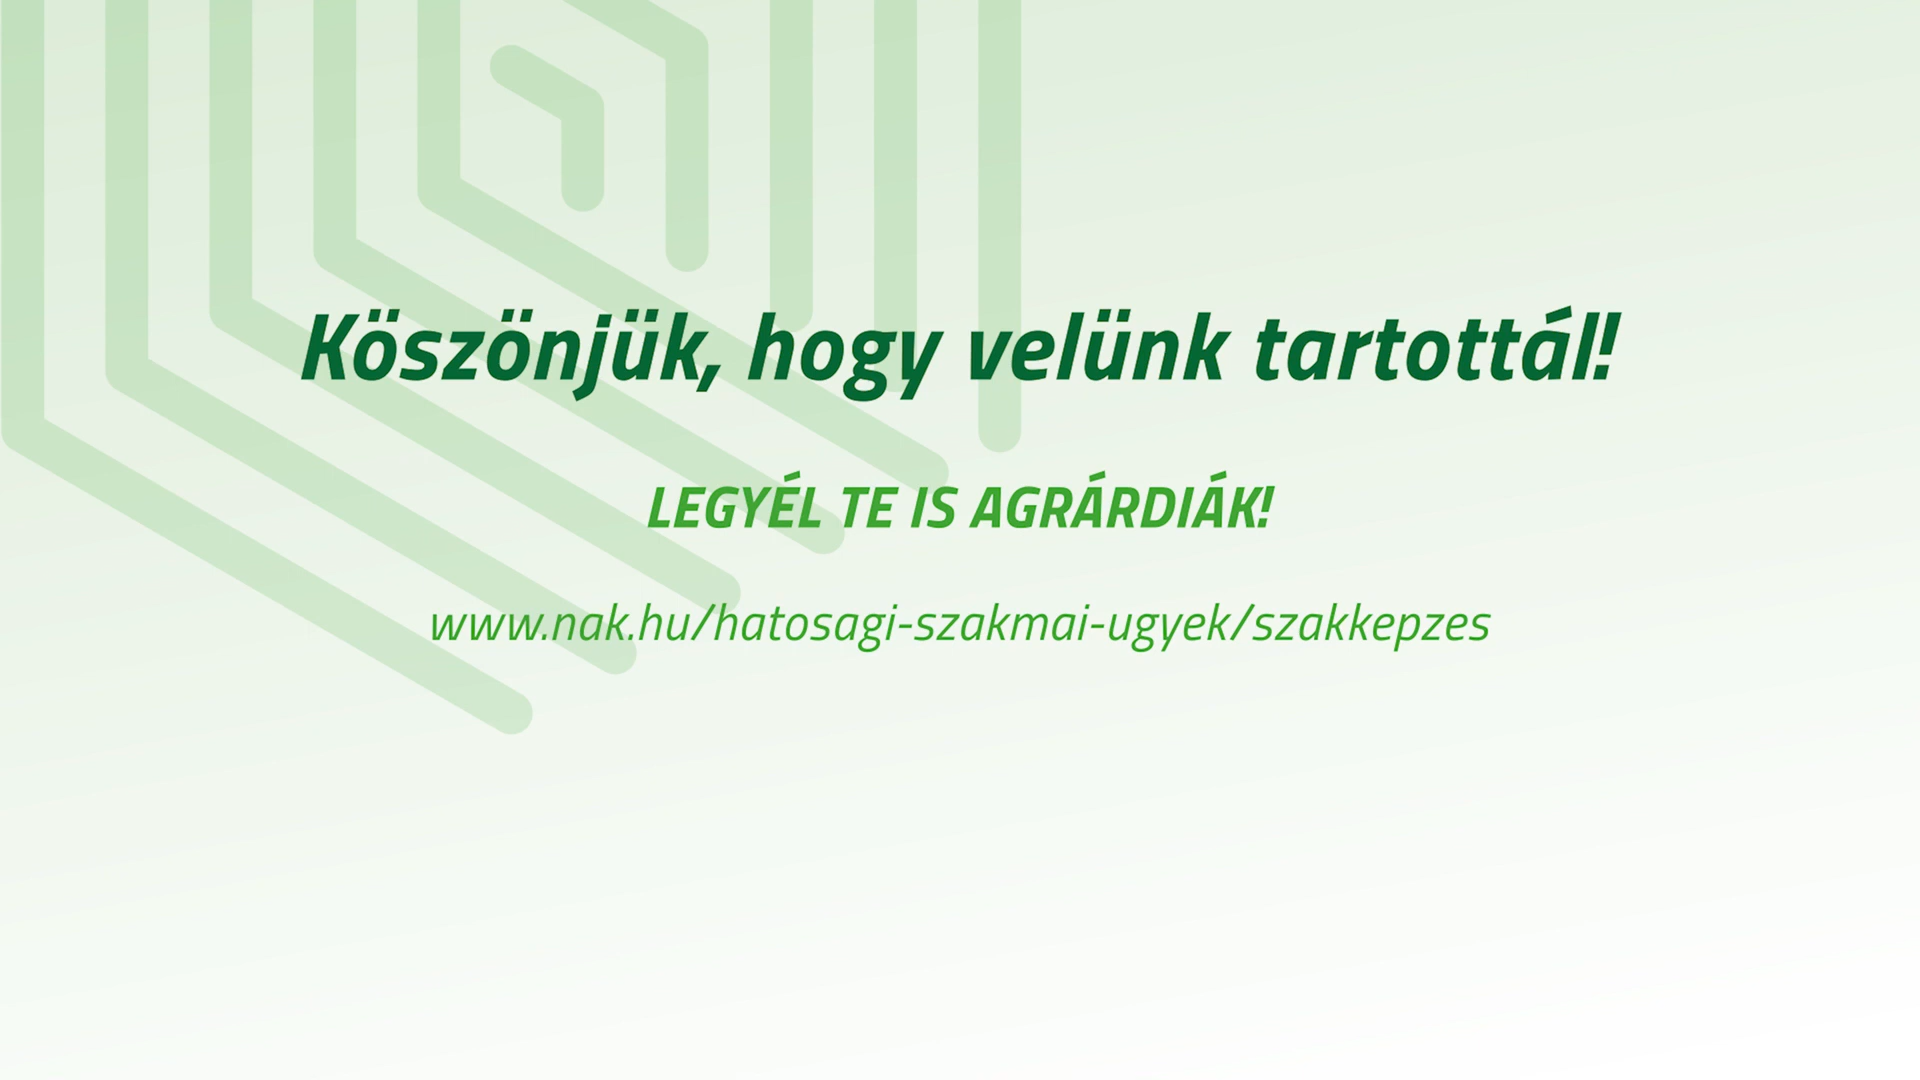 Köszönjük, hogy velünk tartottál!
LEGYÉL TE IS AGRÁRDIÁK!
www.nak.hu/hatosagi-szakmai-ugyek/szakkepzes